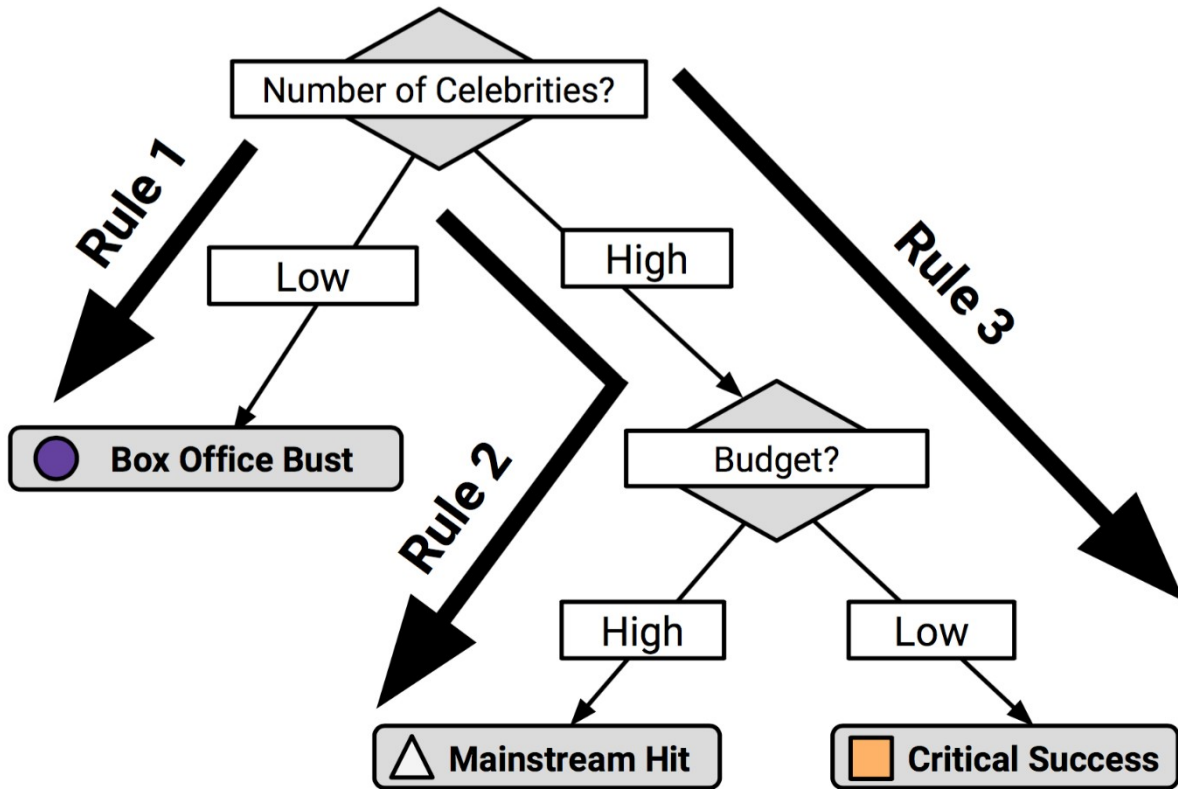 Number of Celebrities?
Rule 1
Low
High
Rule 3
Box Office Bust
Rule 2
Budget?
High
Low
Mainstream Hit
Critical Success